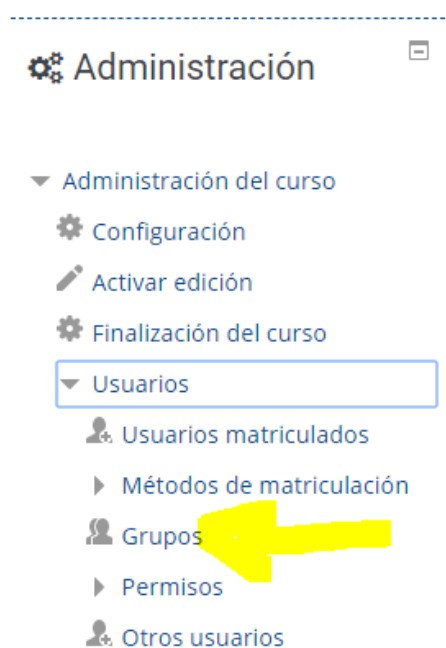 Administración
Administración del curso
Configuración
Activar edición
Finalización del curso
Usuarios
Usuarios matriculados
Métodos de matriculación
Grupos
Permisos
Otros usuarios